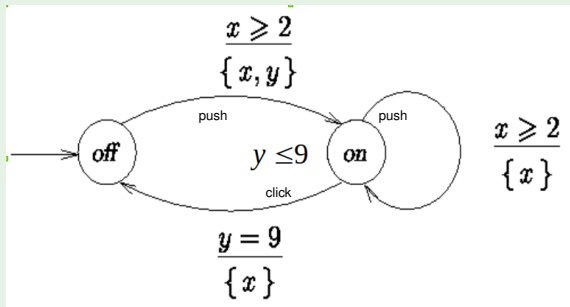 x ⩾ 2
{ x, y }
push
push
off
y ≤9
on
x ⩾ 2
{ x }
click
y = 9
{ x }